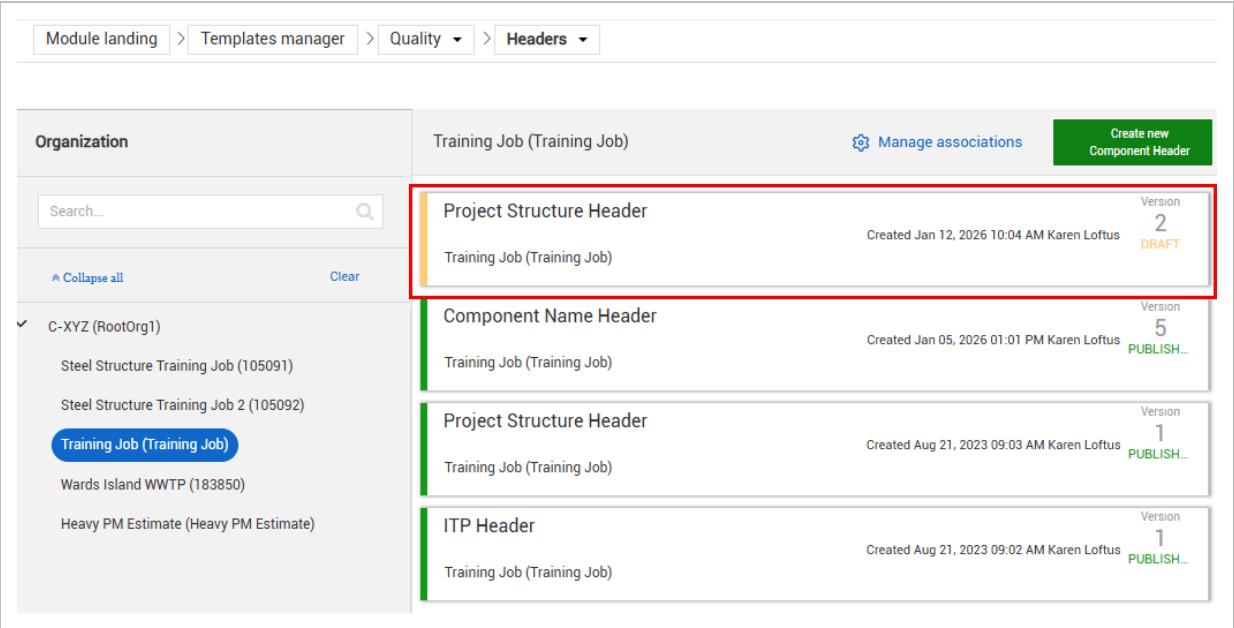 Module landing > Templates manager > Quality > Headers
Organization
Search...
Collapse all Clear
C-XYZ (RootOrg1)
Steel Structure Training Job (105091)
Steel Structure Training Job 2 (105092)
Training Job (Training Job)
Wards Island WWTP (183850)
Heavy PM Estimate (Heavy PM Estimate)
Training Job (Training Job)
Manage associations
Create new
Component Header
Project Structure Header
Training Job (Training Job)
Created Jan 12, 2026 10:04 AM Karen Loftus
Version
2
DRAFT
Component Name Header
Training Job (Training Job)
Created Jan 05, 2026 01:01 PM Karen Loftus
Version
5
PUBLISH...
Project Structure Header
Training Job (Training Job)
Created Aug 21, 2023 09:03 AM Karen Loftus
Version
1
PUBLISH...
ITP Header
Training Job (Training Job)
Created Aug 21, 2023 09:02 AM Karen Loftus
Version
1
PUBLISH...